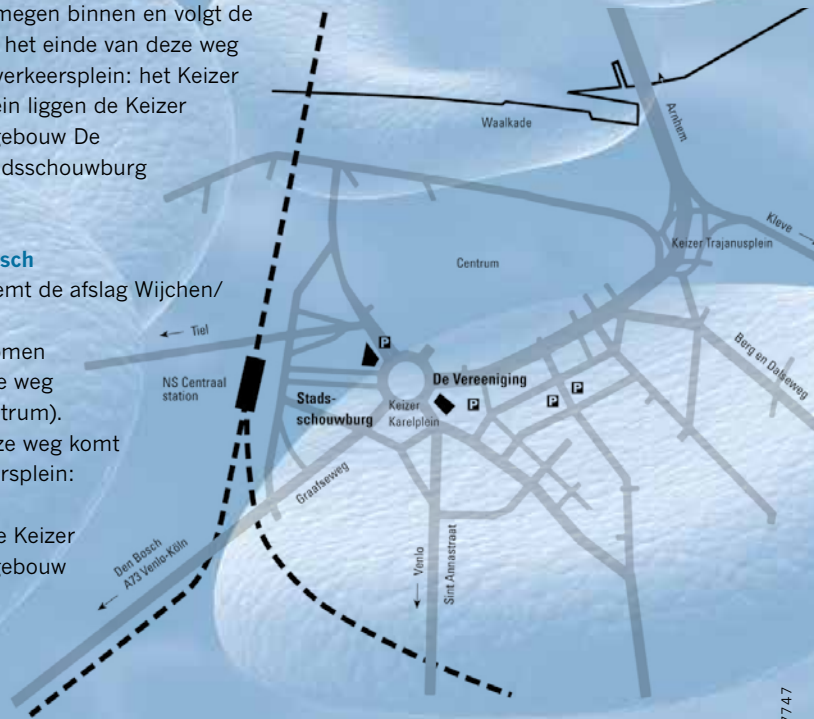 megen binnen en volgt de
het einde van deze weg
verkeersplein: het Keizer
ein liggen de Keizer
gebouw De
dsschouwburg
sch
emt de afslag Wijchen/
omen
e weg
trum).
ze weg komt
ersplein:
e Keizer
gebouw
Waalkade
Arnhem
Kleve
Keizer Trajanusplein
Centrum
Tiel
P
NS Centraal
station
Stads-
schouwburg
De Vereeniging
Keizer
Karelplein
P
P
P
Berg en Dalseweg
Graafseweg
Den Bosch
A73 Venlo-Köln
Venlo
Sint Annastraat
7747